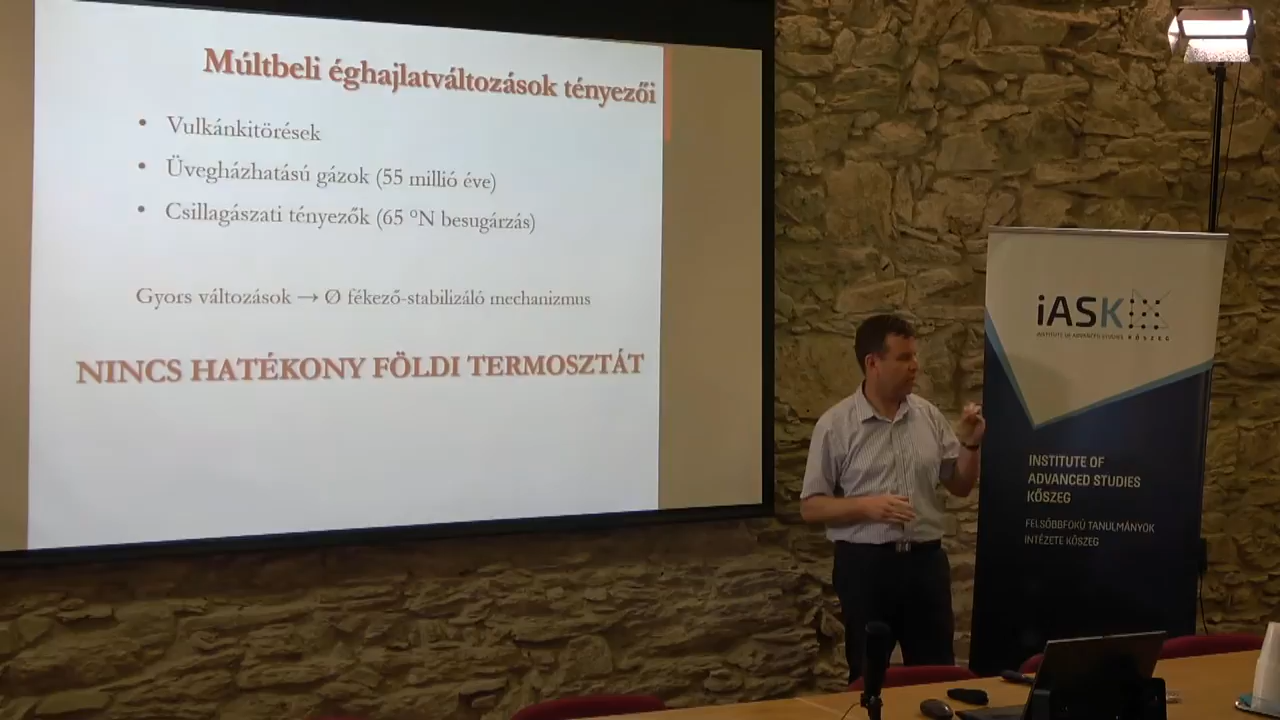 Múltbeli éghajlatváltozások tényezői
• Vulkánkitörések
• Üvegházhatású gázok (55 millió éve)
• Csillagászati tényezők (65 °N besugárzás)
Gyors változások → Ø fékező-stabilizáló mechanizmus
NINCS HATÉKONY FÖLDI TERMOSZTÁT
iASK
INSTITUTE OF ADVANCED STUDIES KŐSZEG
INSTITUTE OF
ADVANCED STUDIES
KŐSZEG
FELSŐBBFOKÚ TANULMÁNYOK
INTÉZETE KŐSZEG